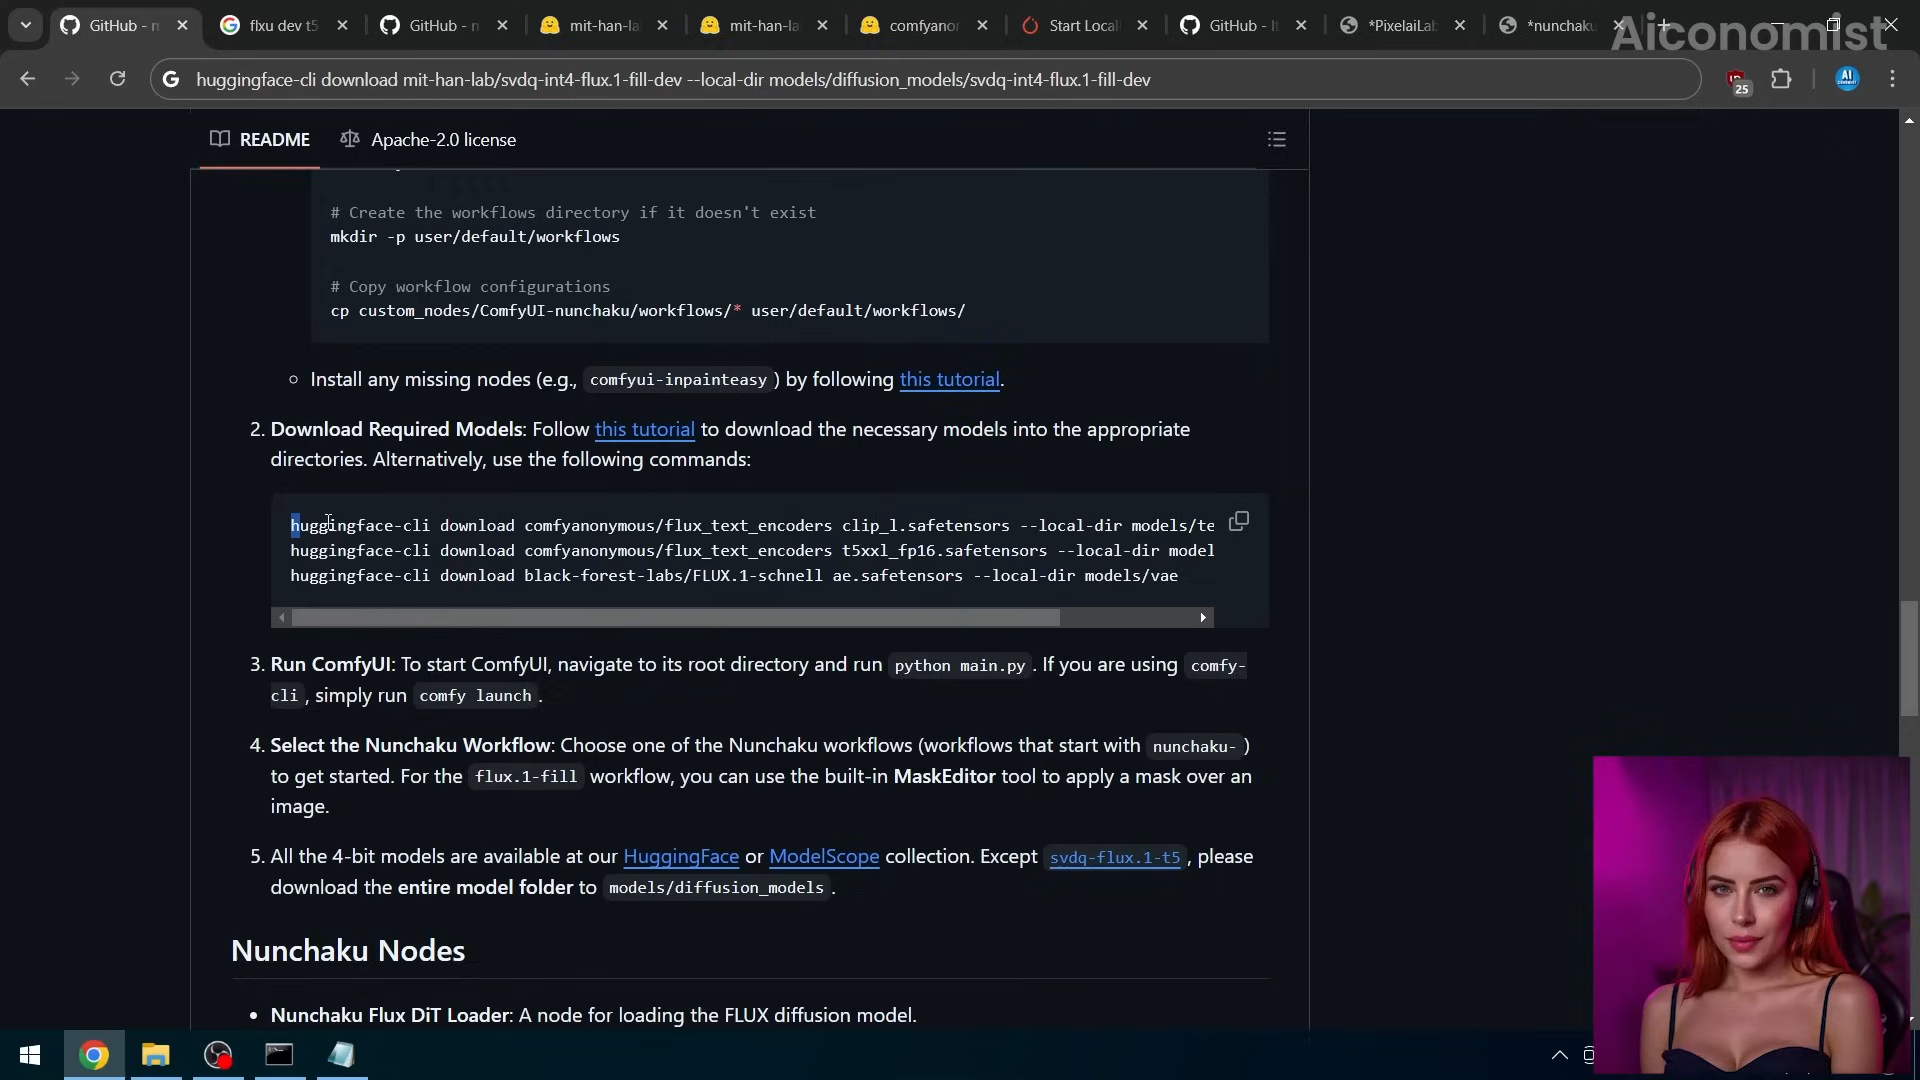 GitHub - m
flxu dev t5
GitHub - m
mit-han-la
mit-han-la
comfyanor
Start Local
GitHub - lt
*PixelaiLab
*nunchaku
Aiconomist
huggingface-cli download mit-han-lab/svdq-int4-flux.1-fill-dev --local-dir models/diffusion_models/svdq-int4-flux.1-fill-dev
25
AI
README
Apache-2.0 license
# Create the workflows directory if it doesn't exist
mkdir -p user/default/workflows
# Copy workflow configurations
cp custom_nodes/ComfyUI-nunchaku/workflows/* user/default/workflows/
Install any missing nodes (e.g., comfyui-inpainteasy ) by following this tutorial.
2. Download Required Models: Follow this tutorial to download the necessary models into the appropriate
directories. Alternatively, use the following commands:
huggingface-cli download comfyanonymous/flux_text_encoders clip_l.safetensors --local-dir models/te
huggingface-cli download comfyanonymous/flux_text_encoders t5xxl_fp16.safetensors --local-dir model
huggingface-cli download black-forest-labs/FLUX.1-schnell ae.safetensors --local-dir models/vae
3. Run ComfyUI: To start ComfyUI, navigate to its root directory and run python main.py . If you are using comfy-
cli , simply run comfy launch .
4. Select the Nunchaku Workflow: Choose one of the Nunchaku workflows (workflows that start with nunchaku- )
to get started. For the flux.1-fill workflow, you can use the built-in MaskEditor tool to apply a mask over an
image.
5. All the 4-bit models are available at our HuggingFace or ModelScope collection. Except svdq-flux.1-t5 , please
download the entire model folder to models/diffusion_models .
Nunchaku Nodes
• Nunchaku Flux DiT Loader: A node for loading the FLUX diffusion model.